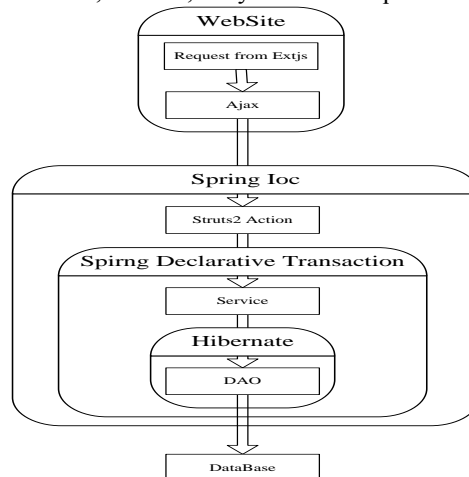 WebSite
Request from Extjs
Ajax
Spring Ioc
Struts2 Action
Spirng Declarative Transaction
Service
Hibernate
DAO
DataBase